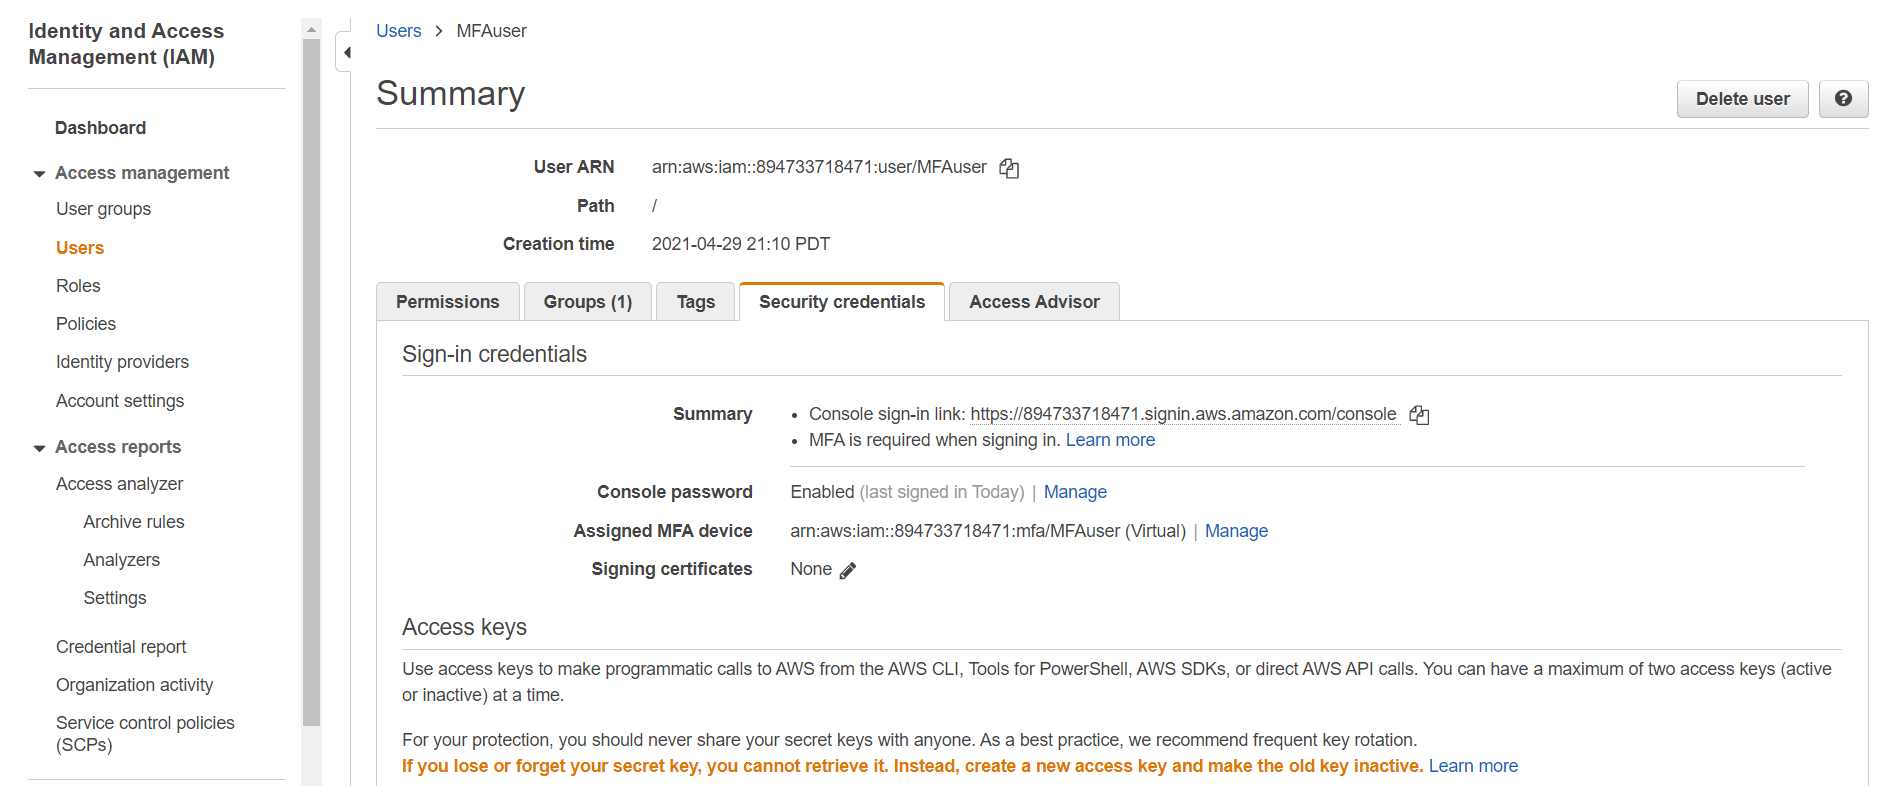 Identity and Access
Management (IAM)
Dashboard
Access management
User groups
Users
Roles
Policies
Identity providers
Account settings
Access reports
Access analyzer
Archive rules
Analyzers
Settings
Credential report
Organization activity
Service control policies
(SCPs)
Users > MFAuser
Summary
Delete user
?
User ARN arn:aws:iam::894733718471:user/MFAuser
Path /
Creation time 2021-04-29 21:10 PDT
Permissions Groups (1) Tags Security credentials Access Advisor
Sign-in credentials
Summary • Console sign-in link: https://894733718471.signin.aws.amazon.com/console
• MFA is required when signing in. Learn more
Console password Enabled (last signed in Today) | Manage
Assigned MFA device arn:aws:iam::894733718471:mfa/MFAuser (Virtual) | Manage
Signing certificates None
Access keys
Use access keys to make programmatic calls to AWS from the AWS CLI, Tools for PowerShell, AWS SDKs, or direct AWS API calls. You can have a maximum of two access keys (active
or inactive) at a time.
For your protection, you should never share your secret keys with anyone. As a best practice, we recommend frequent key rotation.
If you lose or forget your secret key, you cannot retrieve it. Instead, create a new access key and make the old key inactive. Learn more